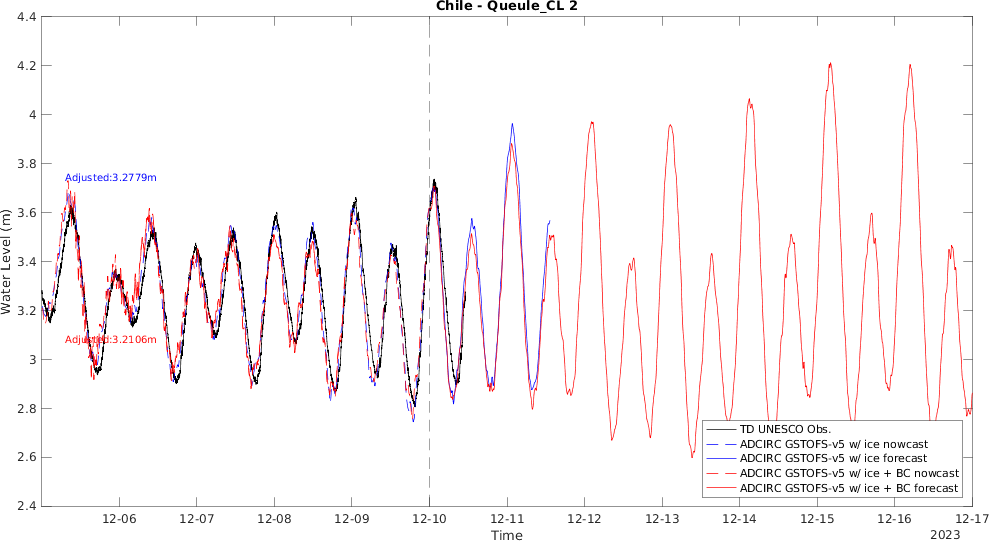 Chile - Queule_CL 2
4.4
4.2
4
3.8
3.6
3.4
3.2
3
2.8
2.6
2.4
Water Level (m)
Adjusted:3.2779m
Adjusted:3.2106m
TD UNESCO Obs.
ADCIRC GSTOFS-v5 w/ ice nowcast
ADCIRC GSTOFS-v5 w/ ice forecast
ADCIRC GSTOFS-v5 w/ ice + BC nowcast
ADCIRC GSTOFS-v5 w/ ice + BC forecast
12-06 12-07 12-08 12-09 12-10 12-11 12-12 12-13 12-14 12-15 12-16 12-17
Time
2023